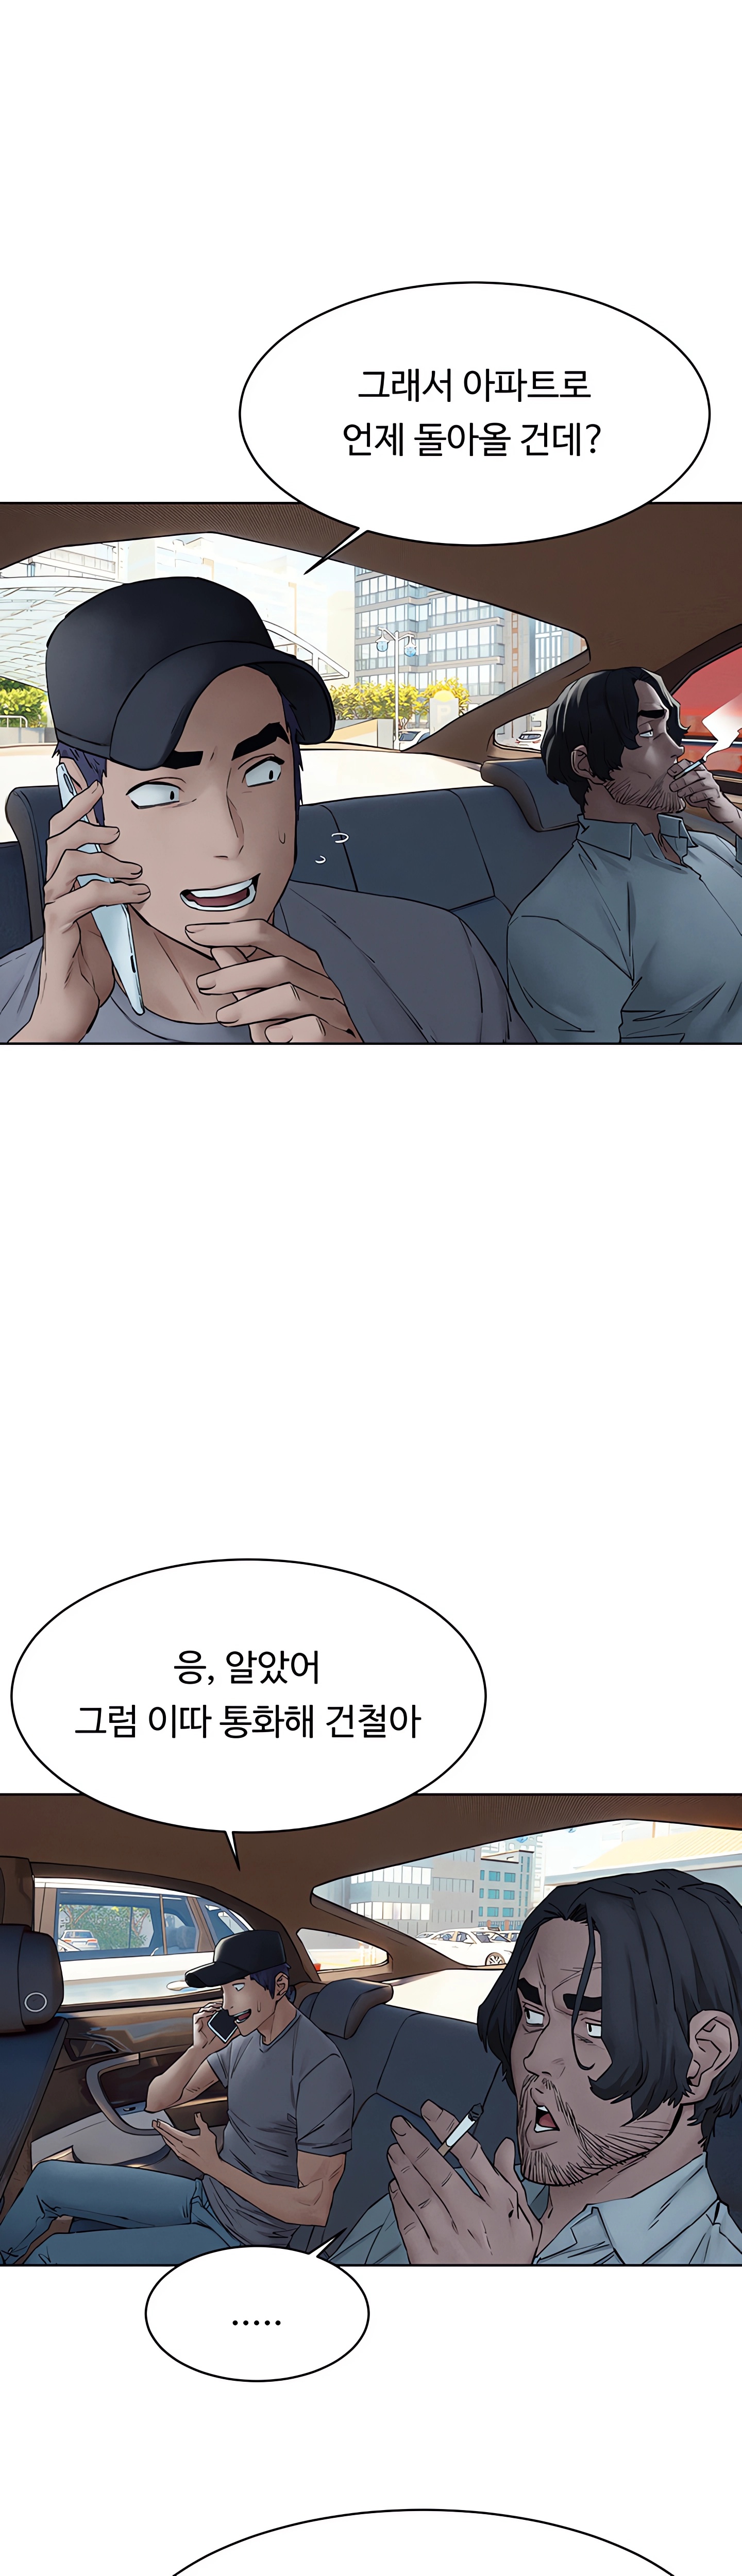 그래서 아파트로
언제 돌아올 건데?
응, 알았어
그럼 이따 통화해 건철아
.....